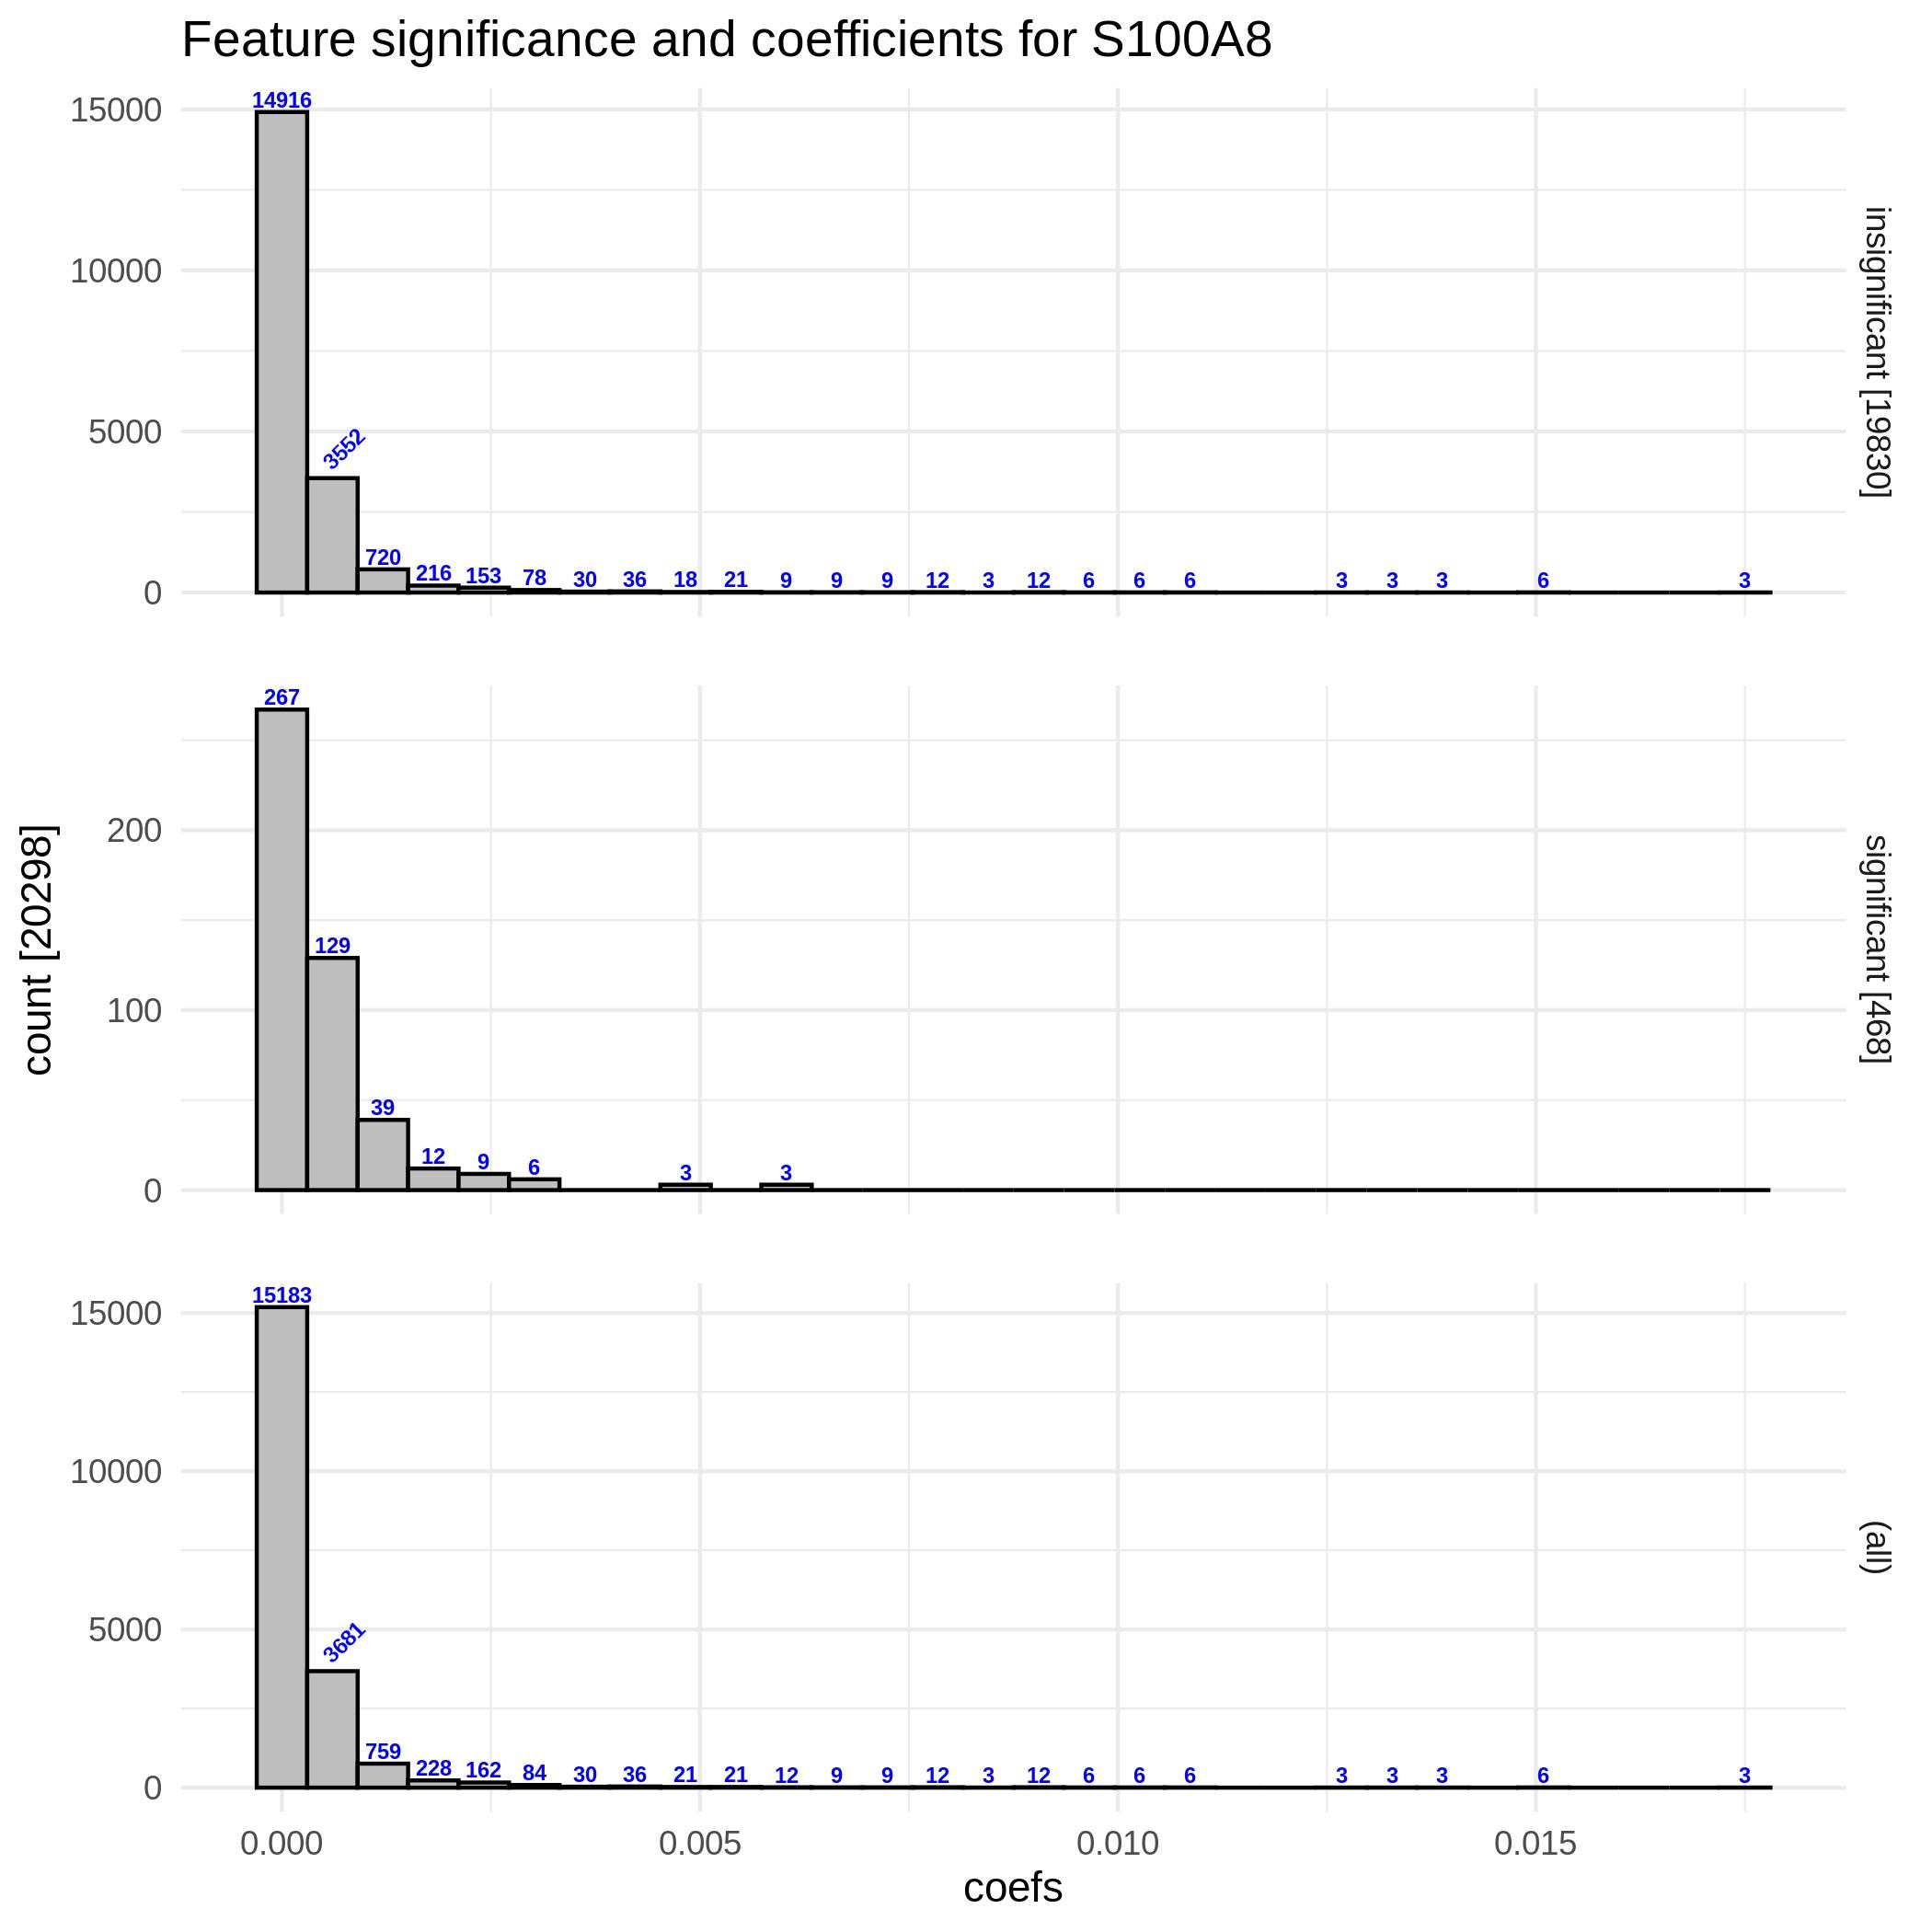 Feature significance and coefficients for S100A8
15000
10000
5000
0
14916
3552
720 216 153 78 30 36 18 21 9 9 9 12 3 12 6 6 6 3 3 3 6 3
insignificant [19830]
count [20298]
200
100
0
267
129
39
12 9 6 3 3
significant [468]
15000
10000
5000
0
15183
3681
759 228 162 84 30 36 21 21 12 9 9 12 3 12 6 6 6 3 3 3 6 3
(all)
0.000 0.005 0.010 0.015
coefs